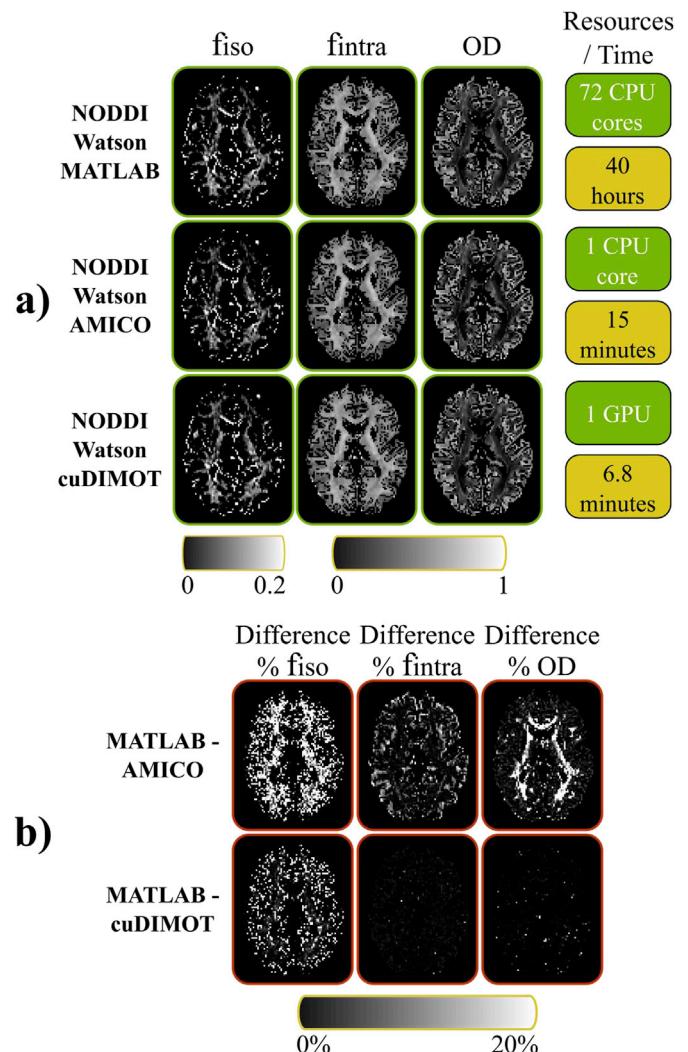 fiso fintra OD Resources
/ Time
NODDI
Watson
MATLAB
72 CPU
cores
40
hours
a)
NODDI
Watson
AMICO
1 CPU
core
15
minutes
NODDI
Watson
cuDIMOT
1 GPU
6.8
minutes
0 0.2 0 1
Difference Difference Difference
% fiso % fintra % OD
b)
MATLAB -
AMICO
MATLAB -
cuDIMOT
0% 20%